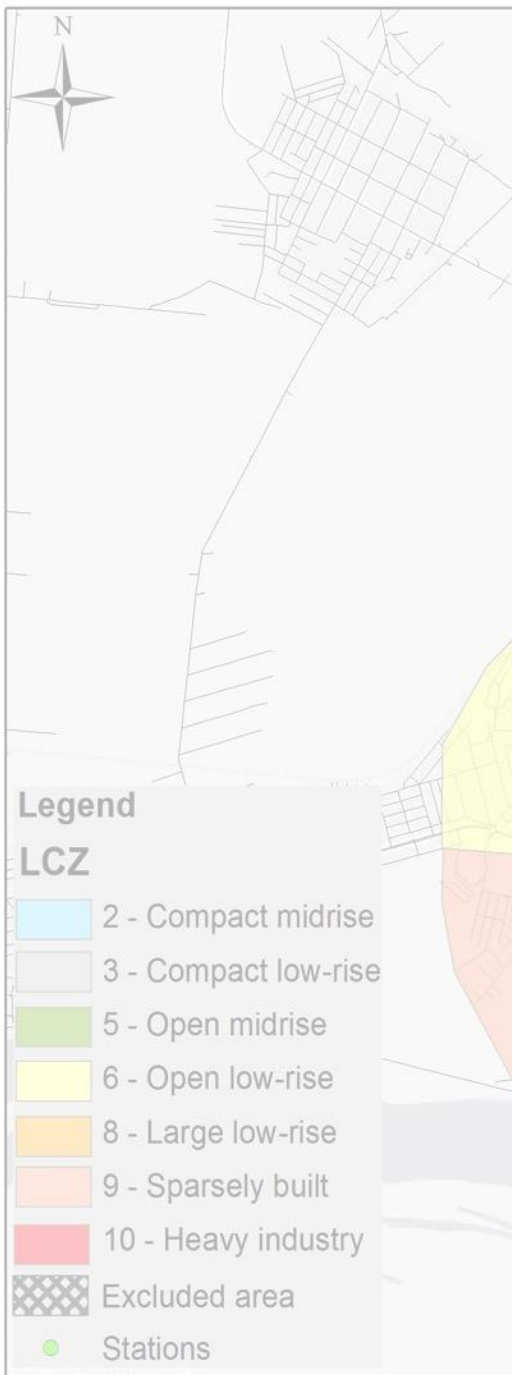 N
Legend
LCZ
2 - Compact midrise
3 - Compact low-rise
5 - Open midrise
6 - Open low-rise
8 - Large low-rise
9 - Sparsely built
10 - Heavy industry
Excluded area
Stations